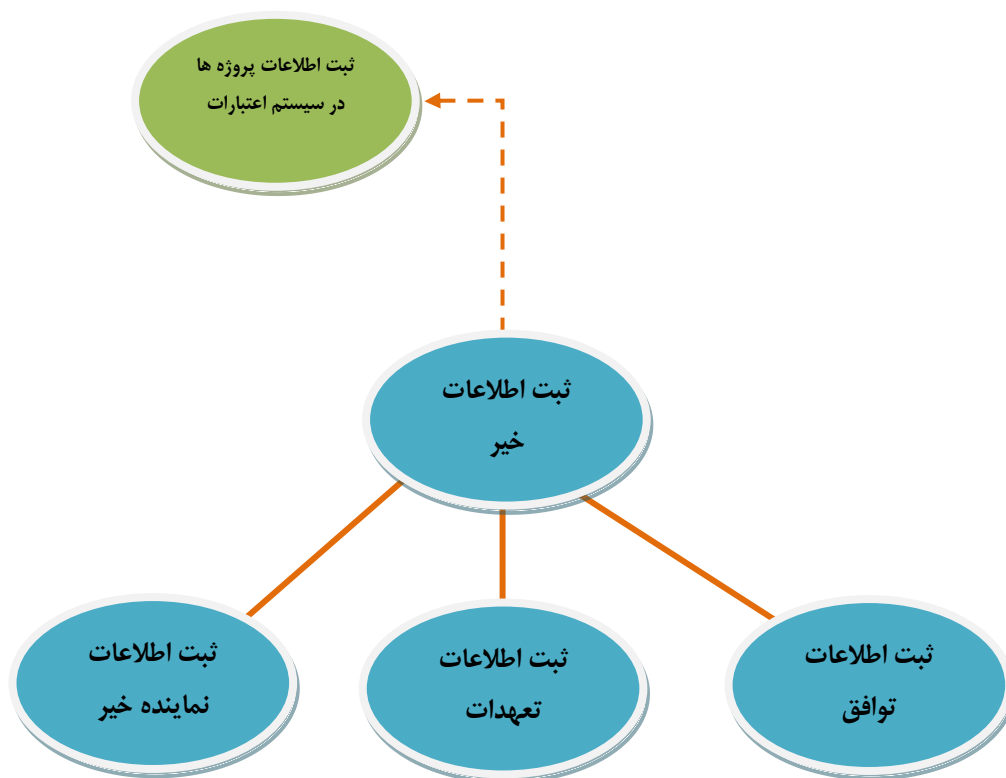 ثبت اطلاعات پروژه ها
در سیستم اعتبارات
ثبت اطلاعات
خیر
ثبت اطلاعات
توافق
ثبت اطلاعات
تعهدات
ثبت اطلاعات
نماینده خیر